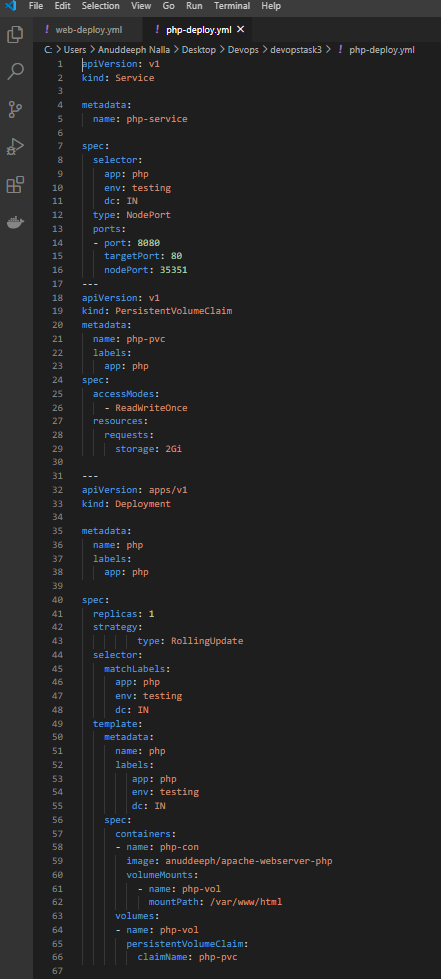 File Edit Selection View Go Run Terminal Help
! web-deploy.yml ! php-deploy.yml ×
C: > Users > Anuddeeph Nalla > Desktop > Devops > devopstask3 > ! php-deploy.yml
1 apiVersion: v1
2 kind: Service
3
4 metadata:
5   name: php-service
6
7 spec:
8   selector:
9     app: php
10     env: testing
11     dc: IN
12   type: NodePort
13   ports:
14   - port: 8080
15     targetPort: 80
16     nodePort: 35351
17 ---
18 apiVersion: v1
19 kind: PersistentVolumeClaim
20 metadata:
21   name: php-pvc
22   labels:
23     app: php
24 spec:
25   accessModes:
26     - ReadWriteOnce
27   resources:
28     requests:
29       storage: 2Gi
30
31 ---
32 apiVersion: apps/v1
33 kind: Deployment
34
35 metadata:
36   name: php
37   labels:
38     app: php
39
40 spec:
41   replicas: 1
42   strategy:
43           type: RollingUpdate
44   selector:
45     matchLabels:
46       app: php
47       env: testing
48       dc: IN
49   template:
50     metadata:
51       name: php
52       labels:
53          app: php
54          env: testing
55          dc: IN
56     spec:
57       containers:
58       - name: php-con
59         image: anuddeeph/apache-webserver-php
60         volumeMounts:
61           - name: php-vol
62             mountPath: /var/www/html
63       volumes:
64       - name: php-vol
65         persistentVolumeClaim:
66           claimName: php-pvc
67